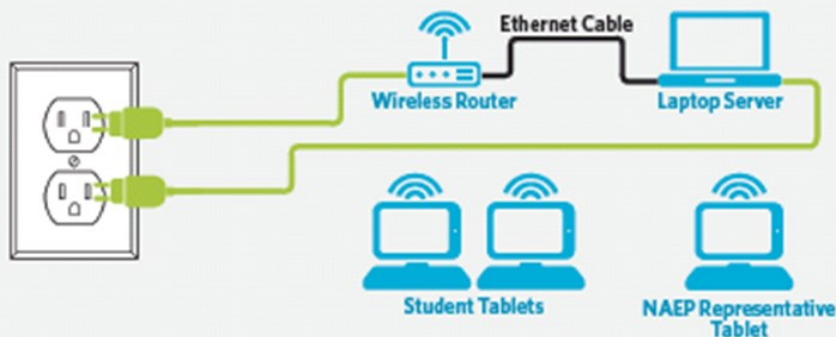 Ethernet Cable
Wireless Router
Laptop Server
Student Tablets
NAEP Representative
Tablet